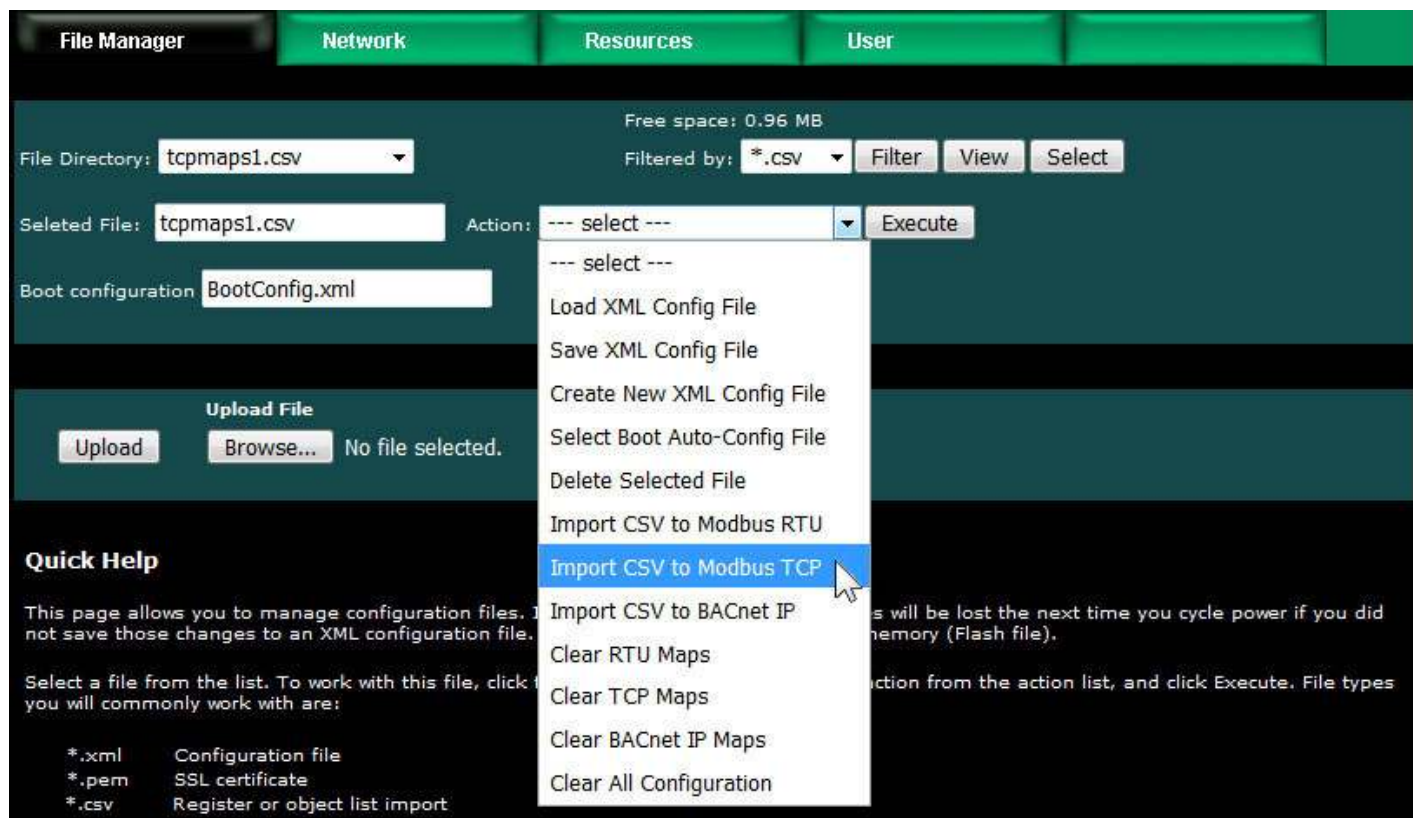 File Manager Network Resources User
Free space: 0.96 MB
File Directory: tcpmaps1.csv Filtered by: *.csv Filter View Select
Seleted File: tcpmaps1.csv Action: --- select --- Execute
--- select ---
Boot configuration BootConfig.xml
Load XML Config File
Save XML Config File
Create New XML Config File
Select Boot Auto-Config File
Delete Selected File
Import CSV to Modbus RTU
Import CSV to Modbus TCP
Import CSV to BACnet IP
Clear RTU Maps
Clear TCP Maps
Clear BACnet IP Maps
Clear All Configuration
Upload File
Upload Browse... No file selected.
Quick Help
This page allows you to manage configuration files. s will be lost the next time you cycle power if you did
not save those changes to an XML configuration file. emory (Flash file).
Select a file from the list. To work with this file, click ction from the action list, and click Execute. File types
you will commonly work with are:
*.xml Configuration file
*.pem SSL certificate
*.csv Register or object list import